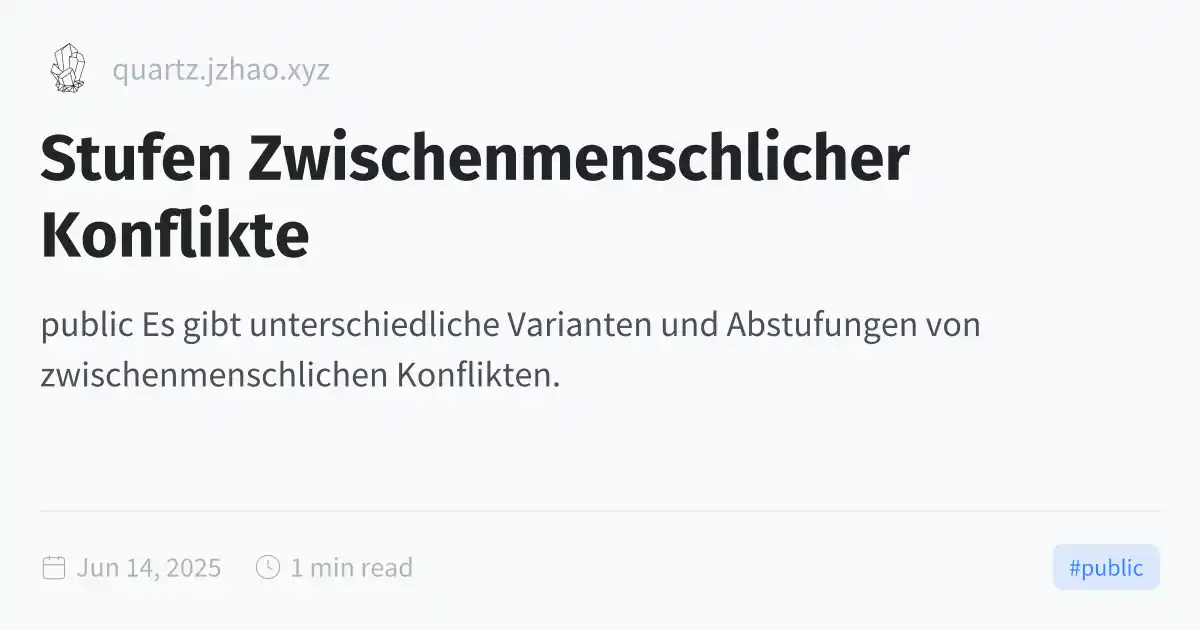 quartz.jzhao.xyz
Stufen Zwischenmenschlicher
Konflikte
public Es gibt unterschiedliche Varianten und Abstufungen von
zwischenmenschlichen Konflikten.
Jun 14, 2025 1 min read #public